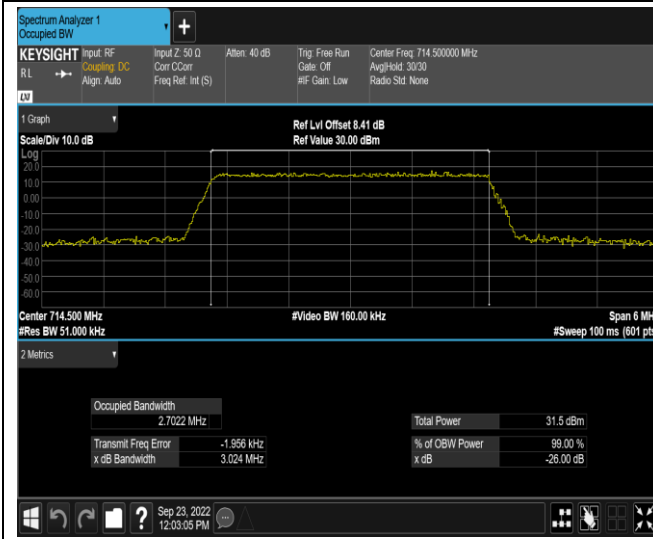 Spectrum Analyzer 1
Occupied BW
+
KEYSIGHT Input: RF Input Z: 50 Ω Atten: 40 dB Trig: Free Run Center Freq: 714.500000 MHz
RL Coupling: DC Corr CCorr Gate: Off Avg|Hold: 30/30
Align: Auto Freq Ref: Int (S) #IF Gain: Low Radio Std: None
LXI
1 Graph Ref Lvl Offset 8.41 dB
Scale/Div 10.0 dB Ref Value 30.00 dBm
Log
20.0
10.0
0.00
-10.0
-20.0
-30.0
-40.0
-50.0
-60.0
Center 714.500 MHz #Video BW 160.00 kHz Span 6 MH
#Res BW 51.000 kHz #Sweep 100 ms (601 pts
2 Metrics
Occupied Bandwidth
2.7022 MHz Total Power 31.5 dBm
Transmit Freq Error -1.956 kHz % of OBW Power 99.00 %
x dB Bandwidth 3.024 MHz x dB -26.00 dB
? Sep 23, 2022
12:03:05 PM